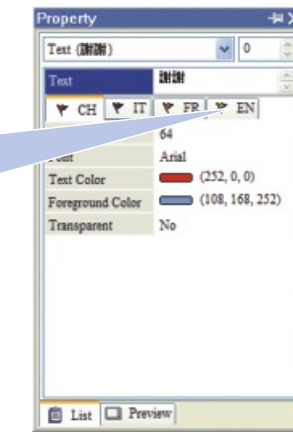 Property
Text (謝謝) 0
Text 謝謝
CH IT FR EN
64
Arial
Text Color (252, 0, 0)
Foreground Color (108, 168, 252)
Transparent No
List Preview